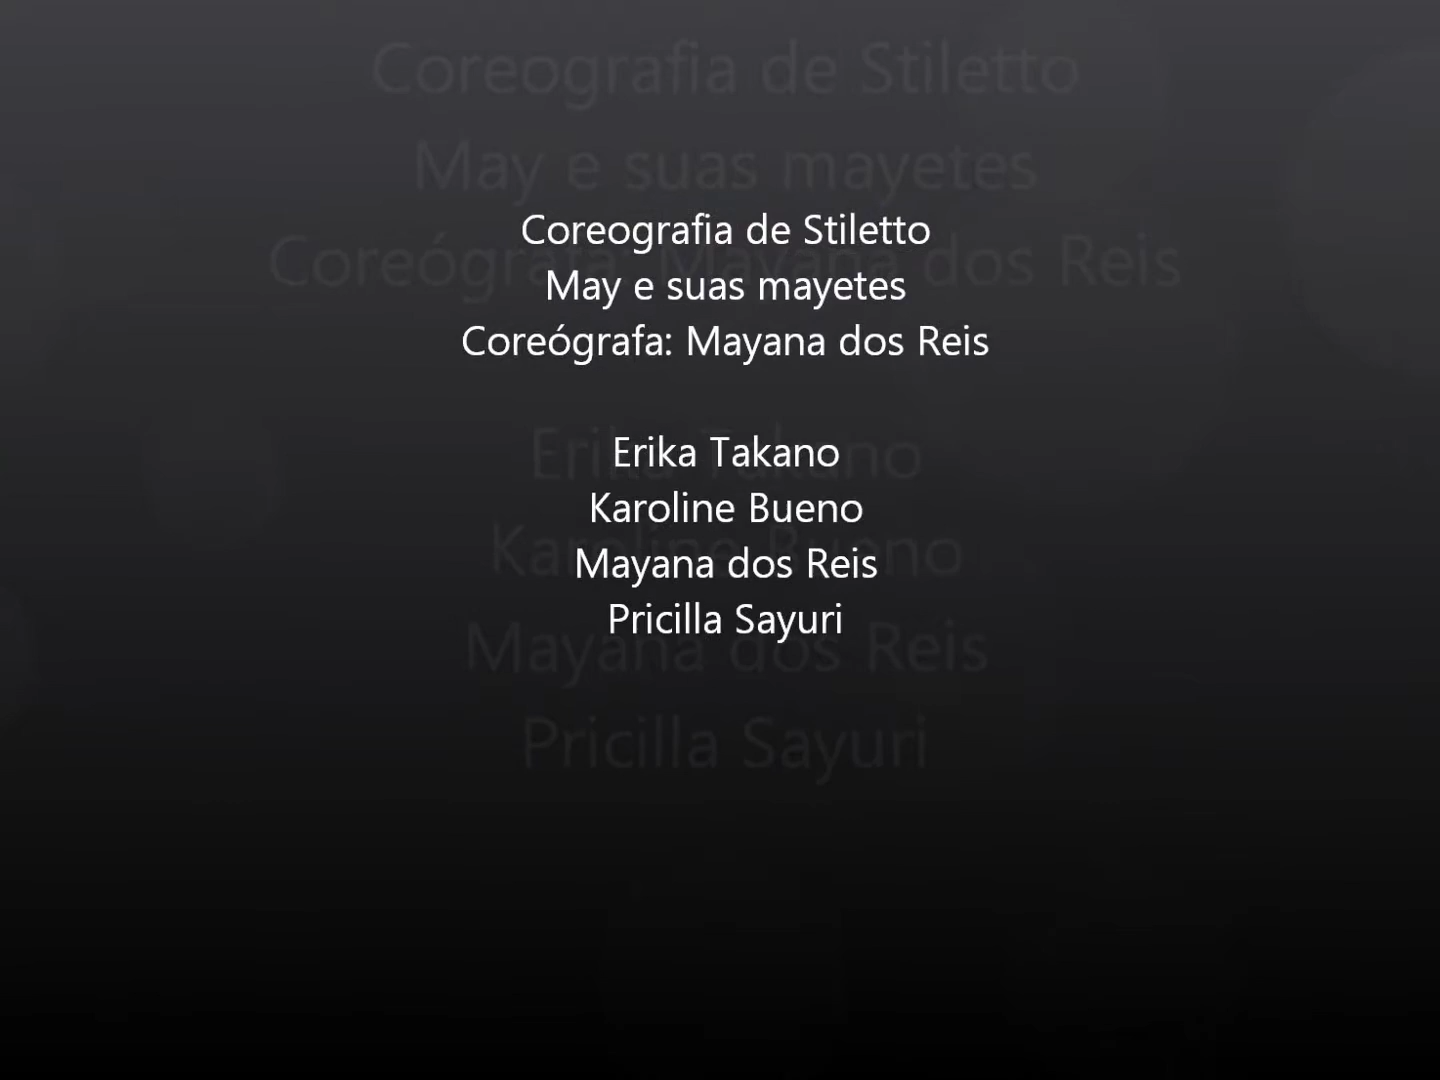 Coreografia de Stiletto
May e suas mayetes
Coreógrafa: Mayana dos Reis
Erika Takano
Karoline Bueno
Mayana dos Reis
Pricilla Sayuri